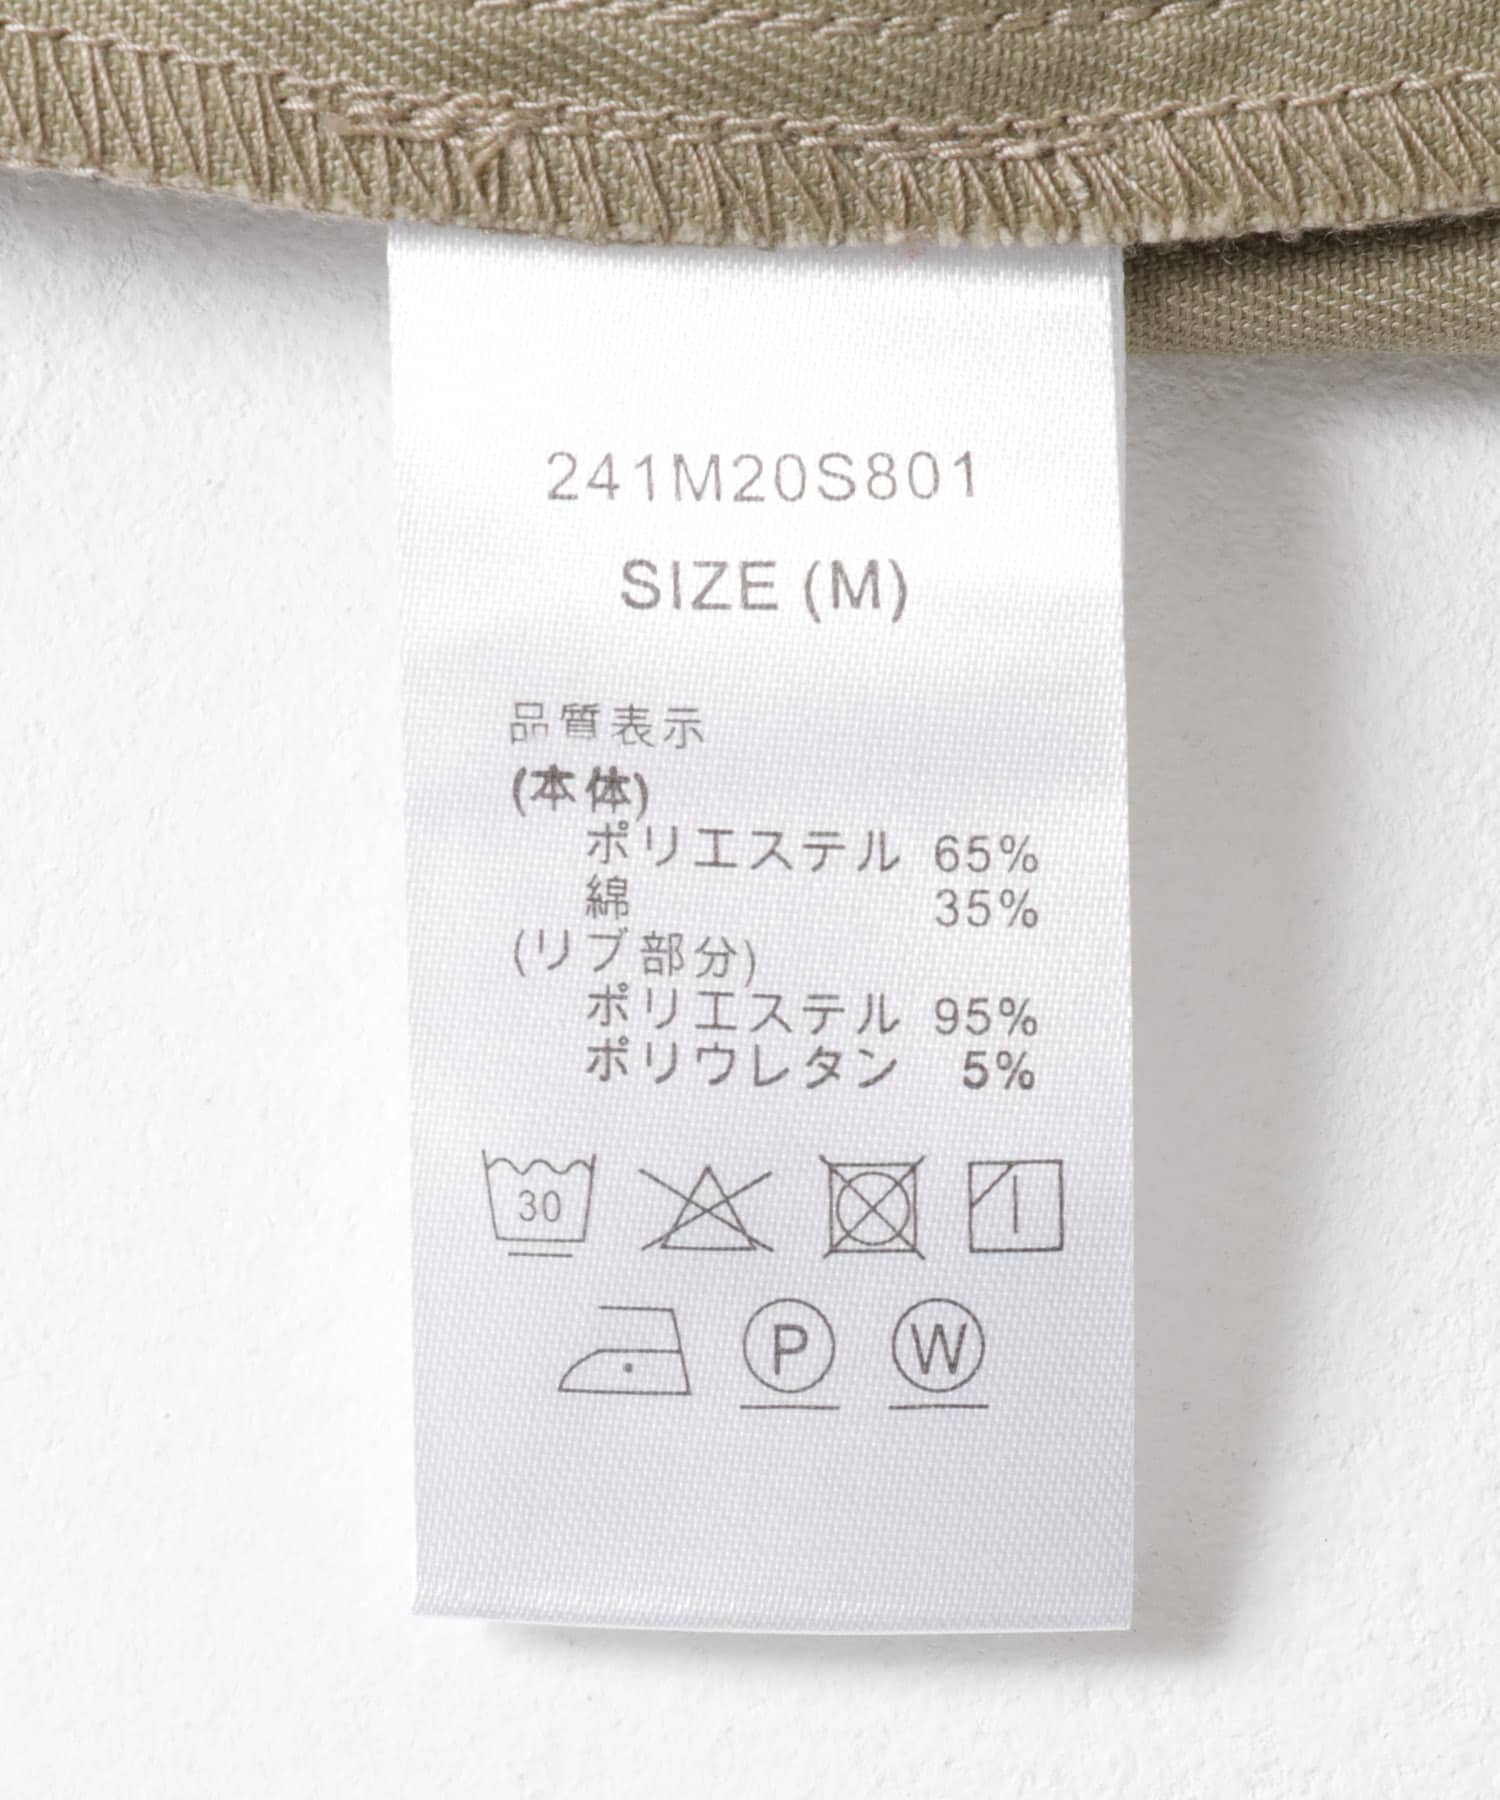 241M20S801
SIZE (M)
品質表示
(本体)
ポリエステル 65%
綿 35%
(リブ部分)
ポリエステル 95%
ポリウレタン 5%
30
P W